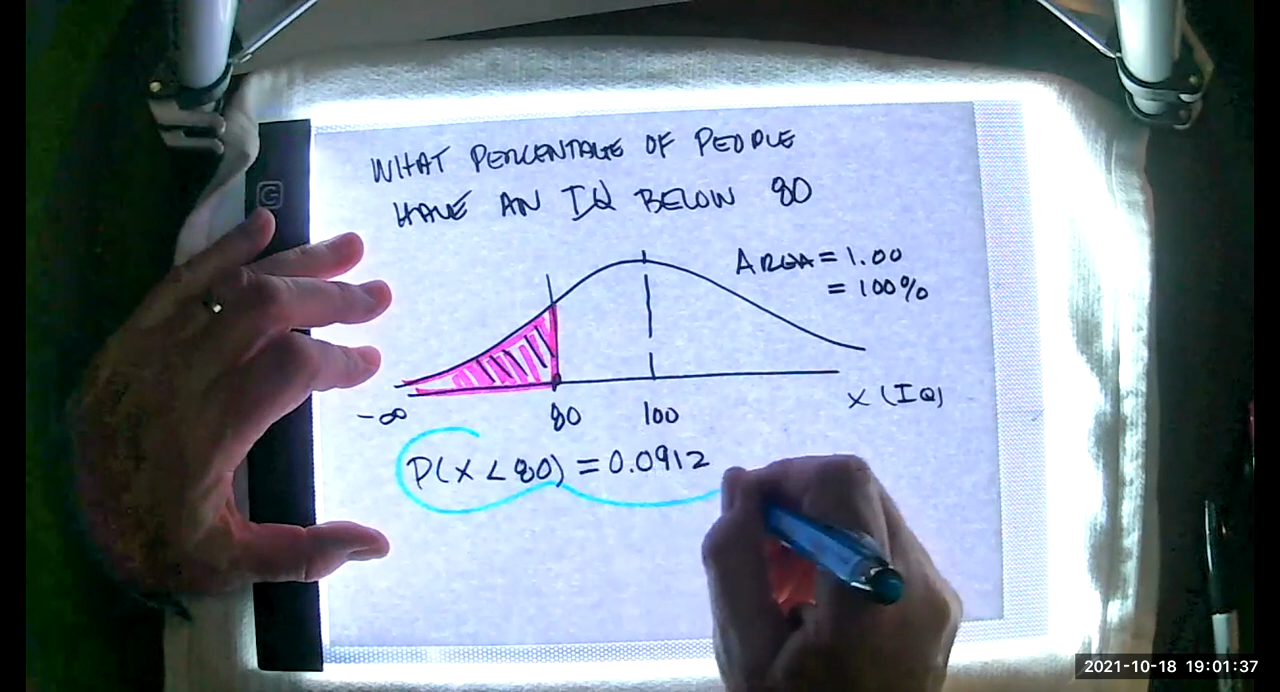 WHAT PERCENTAGE OF PEOPLE
HAVE AN IQ BELOW 80
AREA = 1.00
= 100%
X (IQ)
-∞
80
100
P(X < 80) = 0.0912
2021-10-18 19:01:37